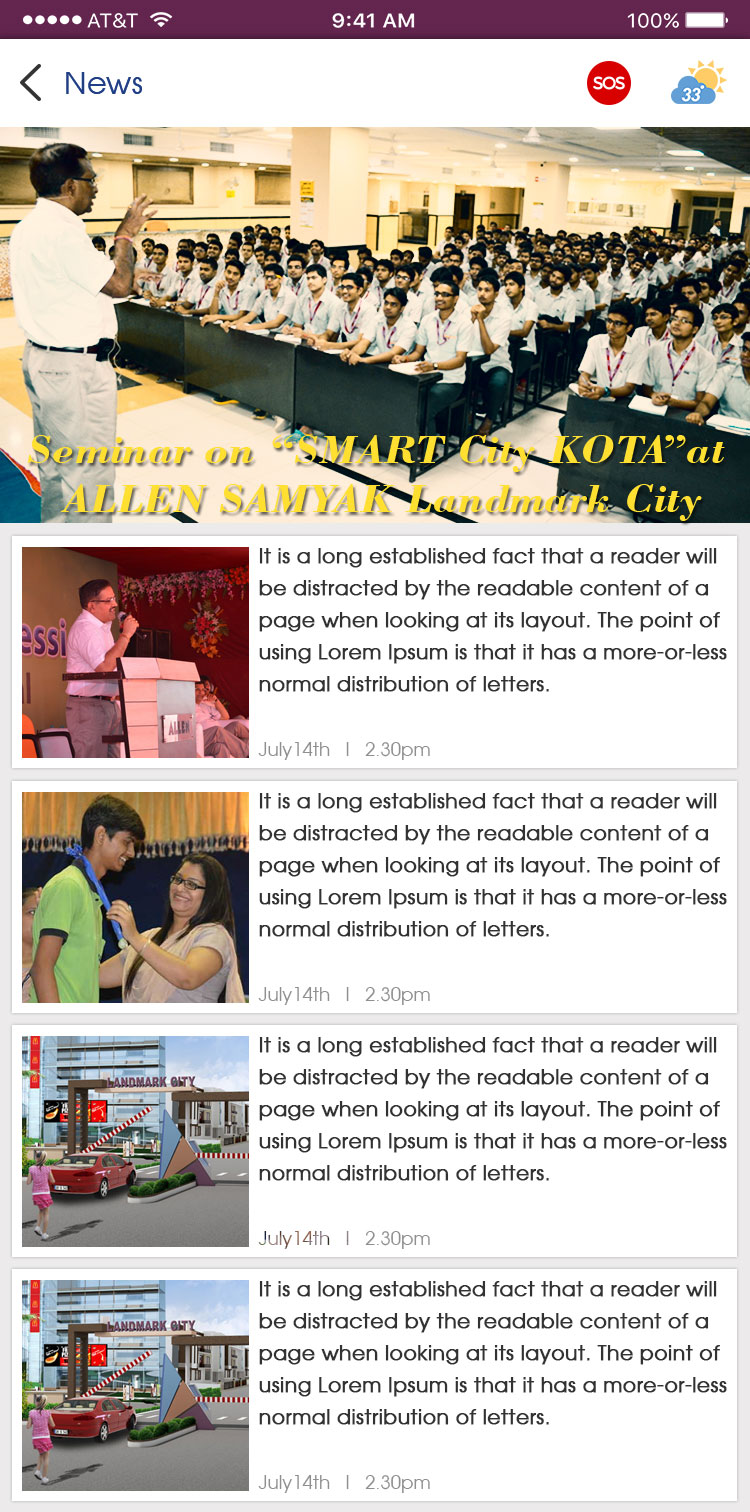 AT&T 9:41 AM 100%
News SOS 33°
Seminar on “SMART City KOTA”at
ALLEN SAMYAK Landmark City
It is a long established fact that a reader will
be distracted by the readable content of a
page when looking at its layout. The point of
using Lorem Ipsum is that it has a more-or-less
normal distribution of letters.
essi
ALLEN
July14th | 2.30pm
It is a long established fact that a reader will
be distracted by the readable content of a
page when looking at its layout. The point of
using Lorem Ipsum is that it has a more-or-less
normal distribution of letters.
July14th | 2.30pm
LANDMARK CITY
It is a long established fact that a reader will
be distracted by the readable content of a
page when looking at its layout. The point of
using Lorem Ipsum is that it has a more-or-less
normal distribution of letters.
July14th | 2.30pm
LANDMARK CITY
It is a long established fact that a reader will
be distracted by the readable content of a
page when looking at its layout. The point of
using Lorem Ipsum is that it has a more-or-less
normal distribution of letters.
July14th | 2.30pm